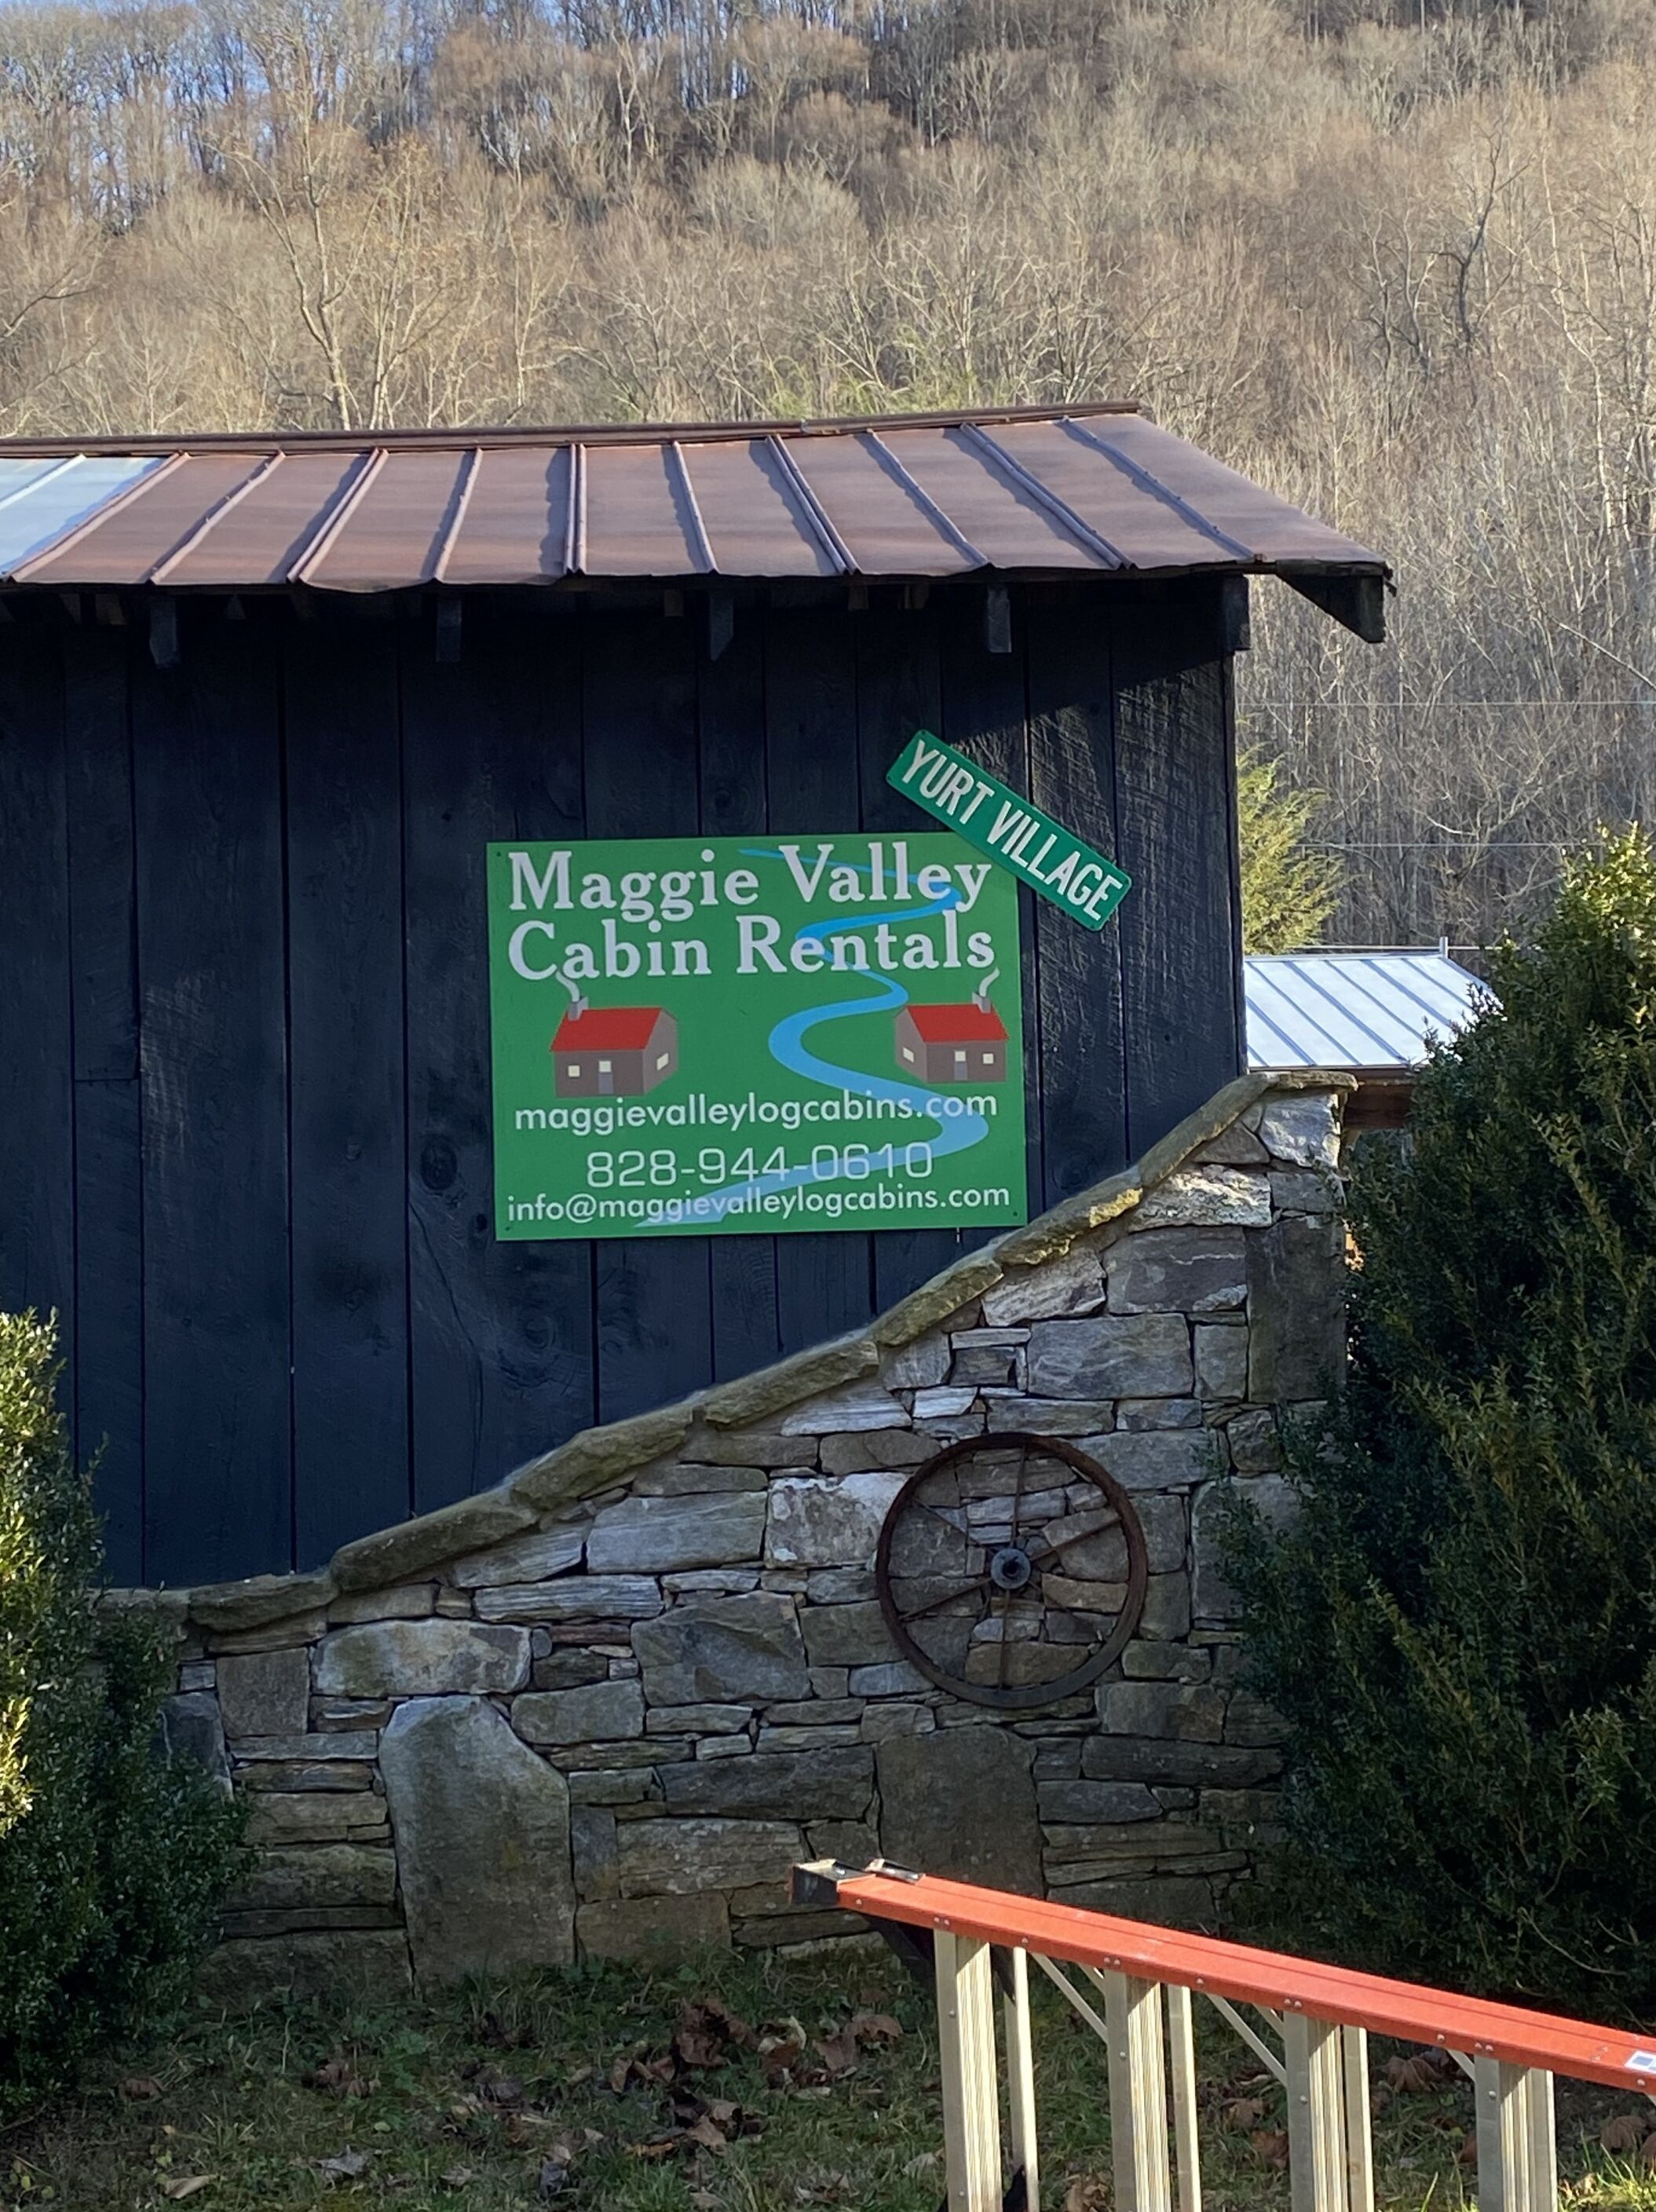 YURT VILLAGE
Maggie Valley
Cabin Rentals
maggievalleylogcabins.com
828-944-0610
info@maggievalleylogcabins.com